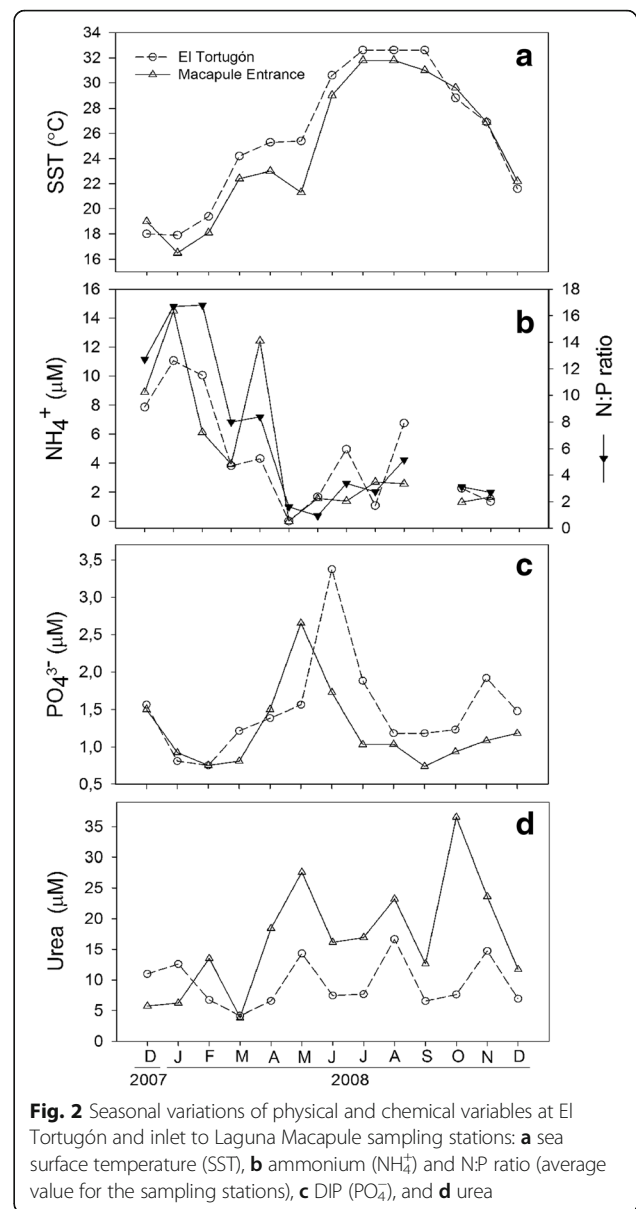 El Tortugón
Macapule Entrance
a
34
32
30
28
26
24
22
20
18
16
SST (°C)
b
16
14
12
10
8
6
4
2
0
NH₄⁺ (µM)
18
16
14
12
10
8
6
4
2
0
N:P ratio
c
3,5
3,0
2,5
2,0
1,5
1,0
0,5
PO₄³⁻ (µM)
d
35
30
25
20
15
10
5
0
Urea (µM)
D J F M A M J J A S O N D
2007 2008
Fig. 2 Seasonal variations of physical and chemical variables at El
Tortugón and inlet to Laguna Macapule sampling stations: a sea
surface temperature (SST), b ammonium (NH₄⁺) and N:P ratio (average
value for the sampling stations), c DIP (PO₄⁻), and d urea